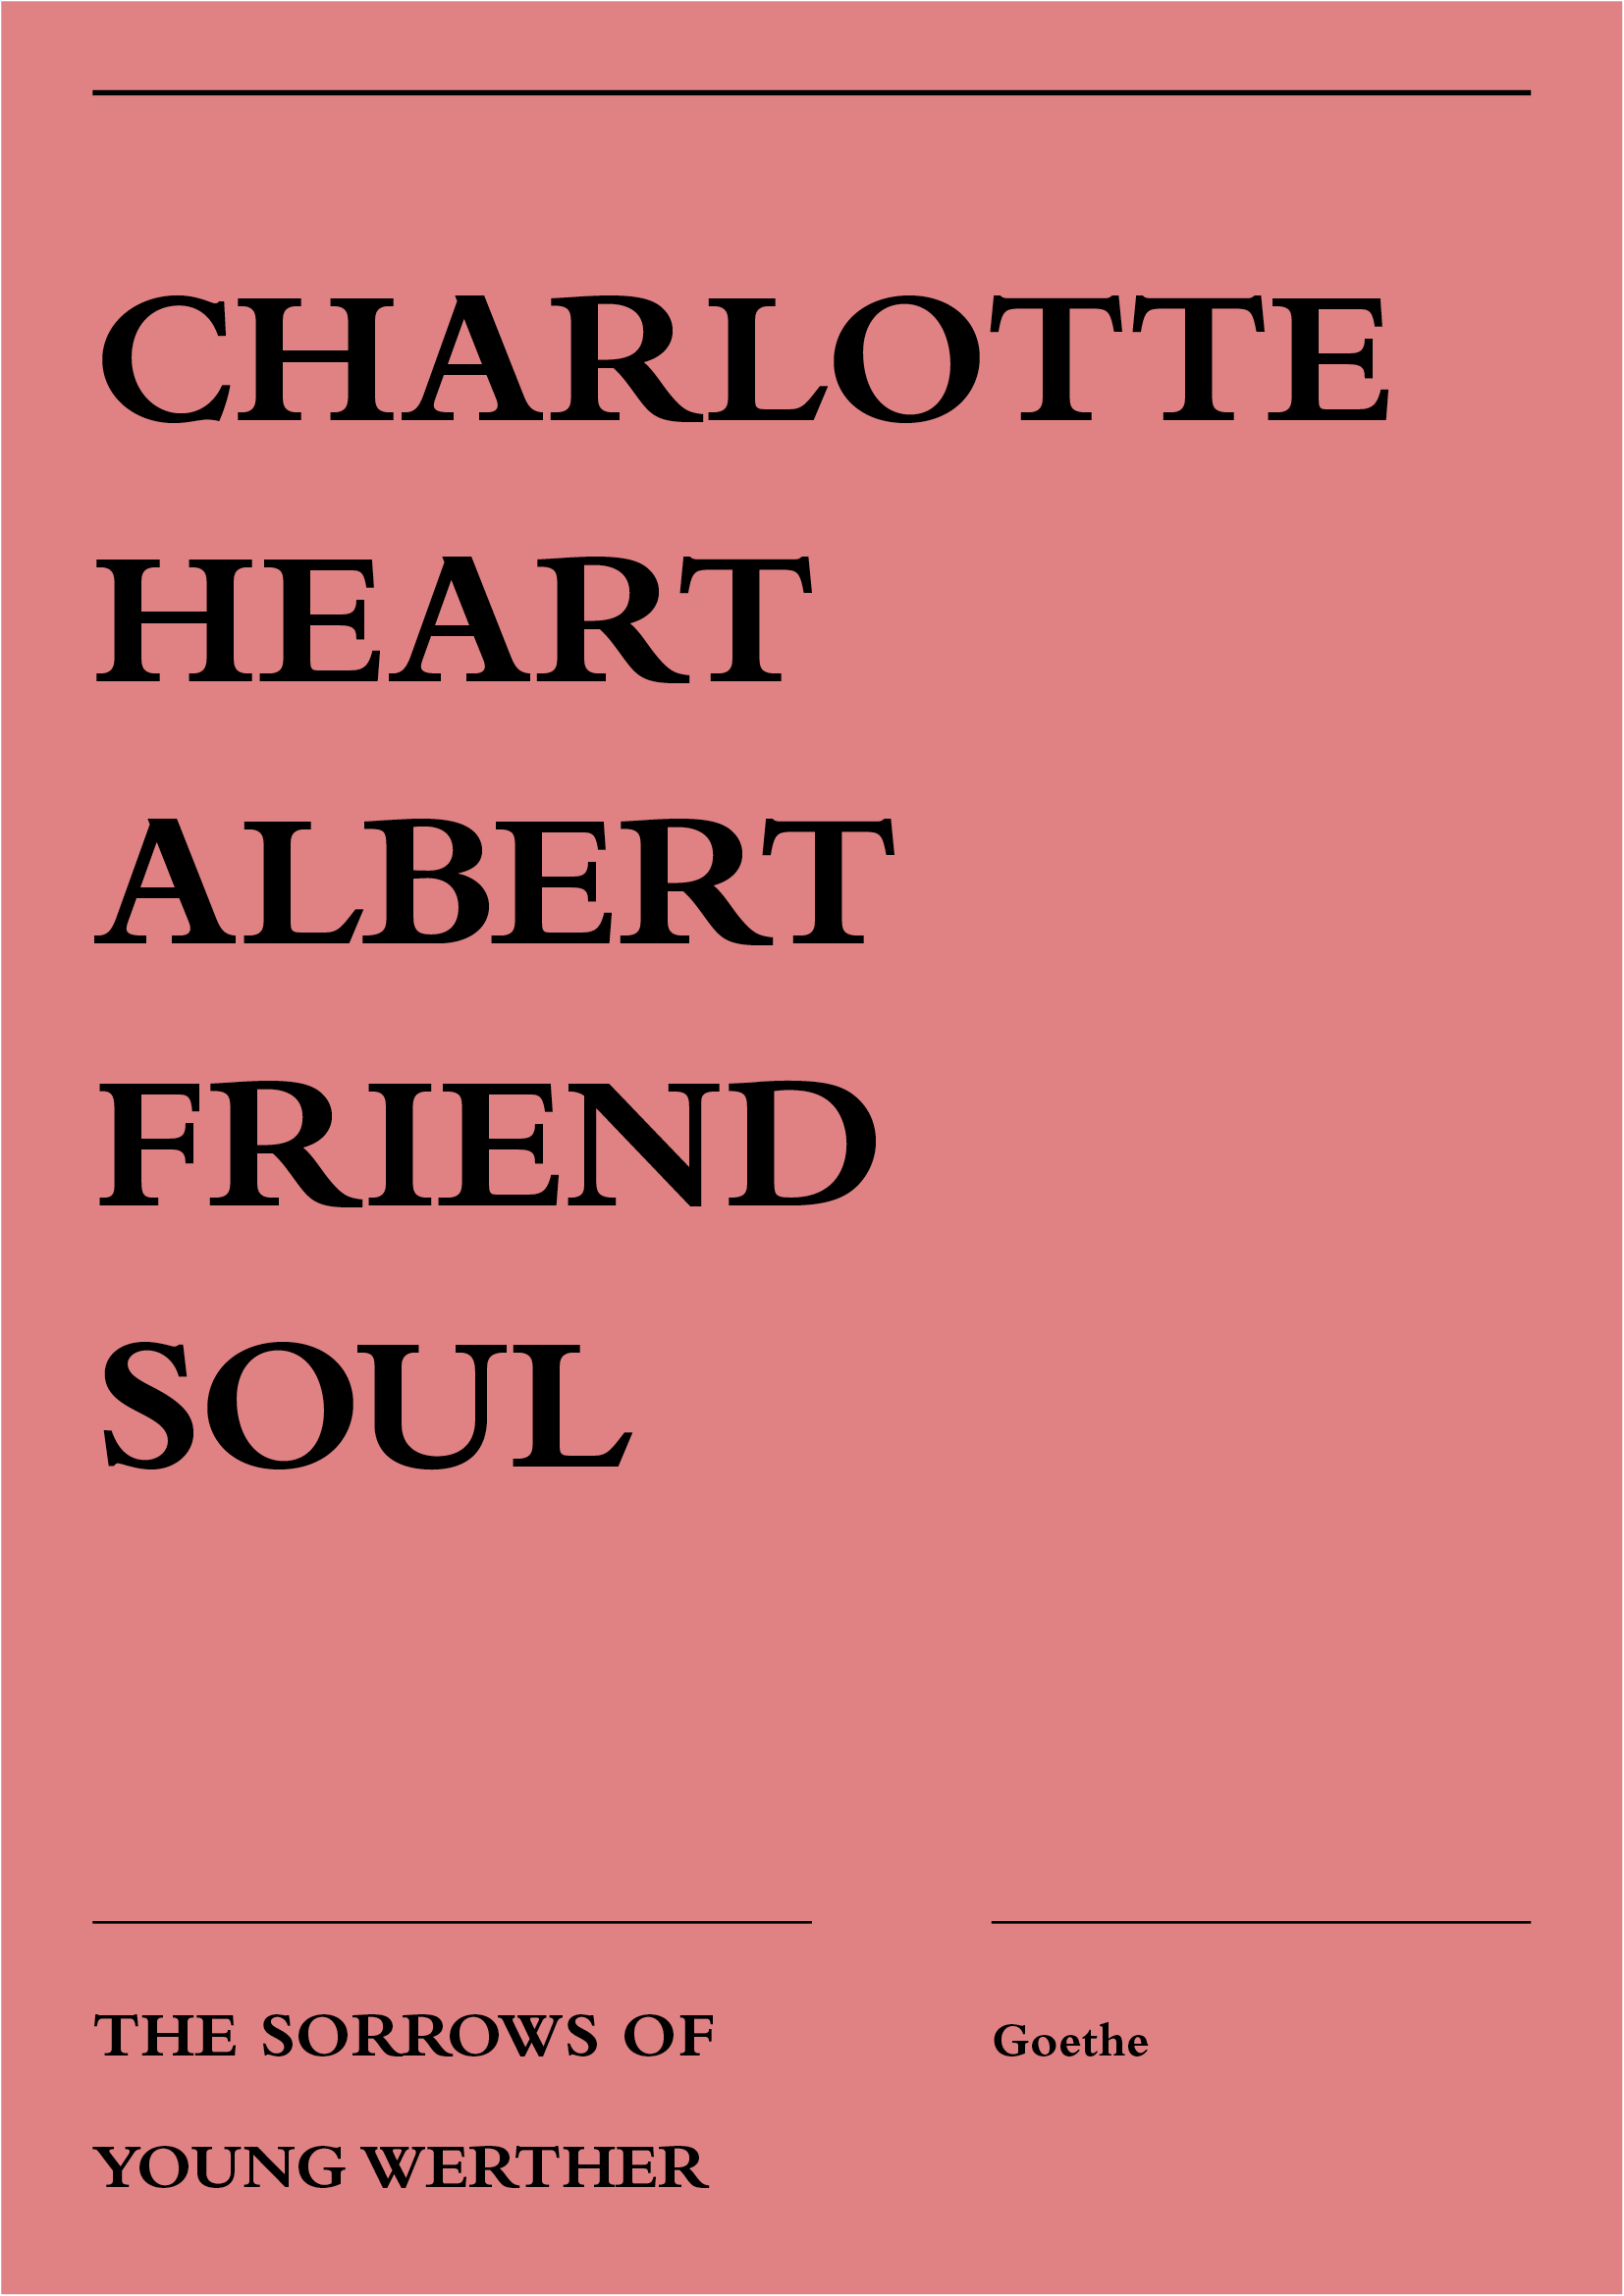 CHARLOTTE
HEART
ALBERT
FRIEND
SOUL
THE SORROWS OF
YOUNG WERTHER
Goethe